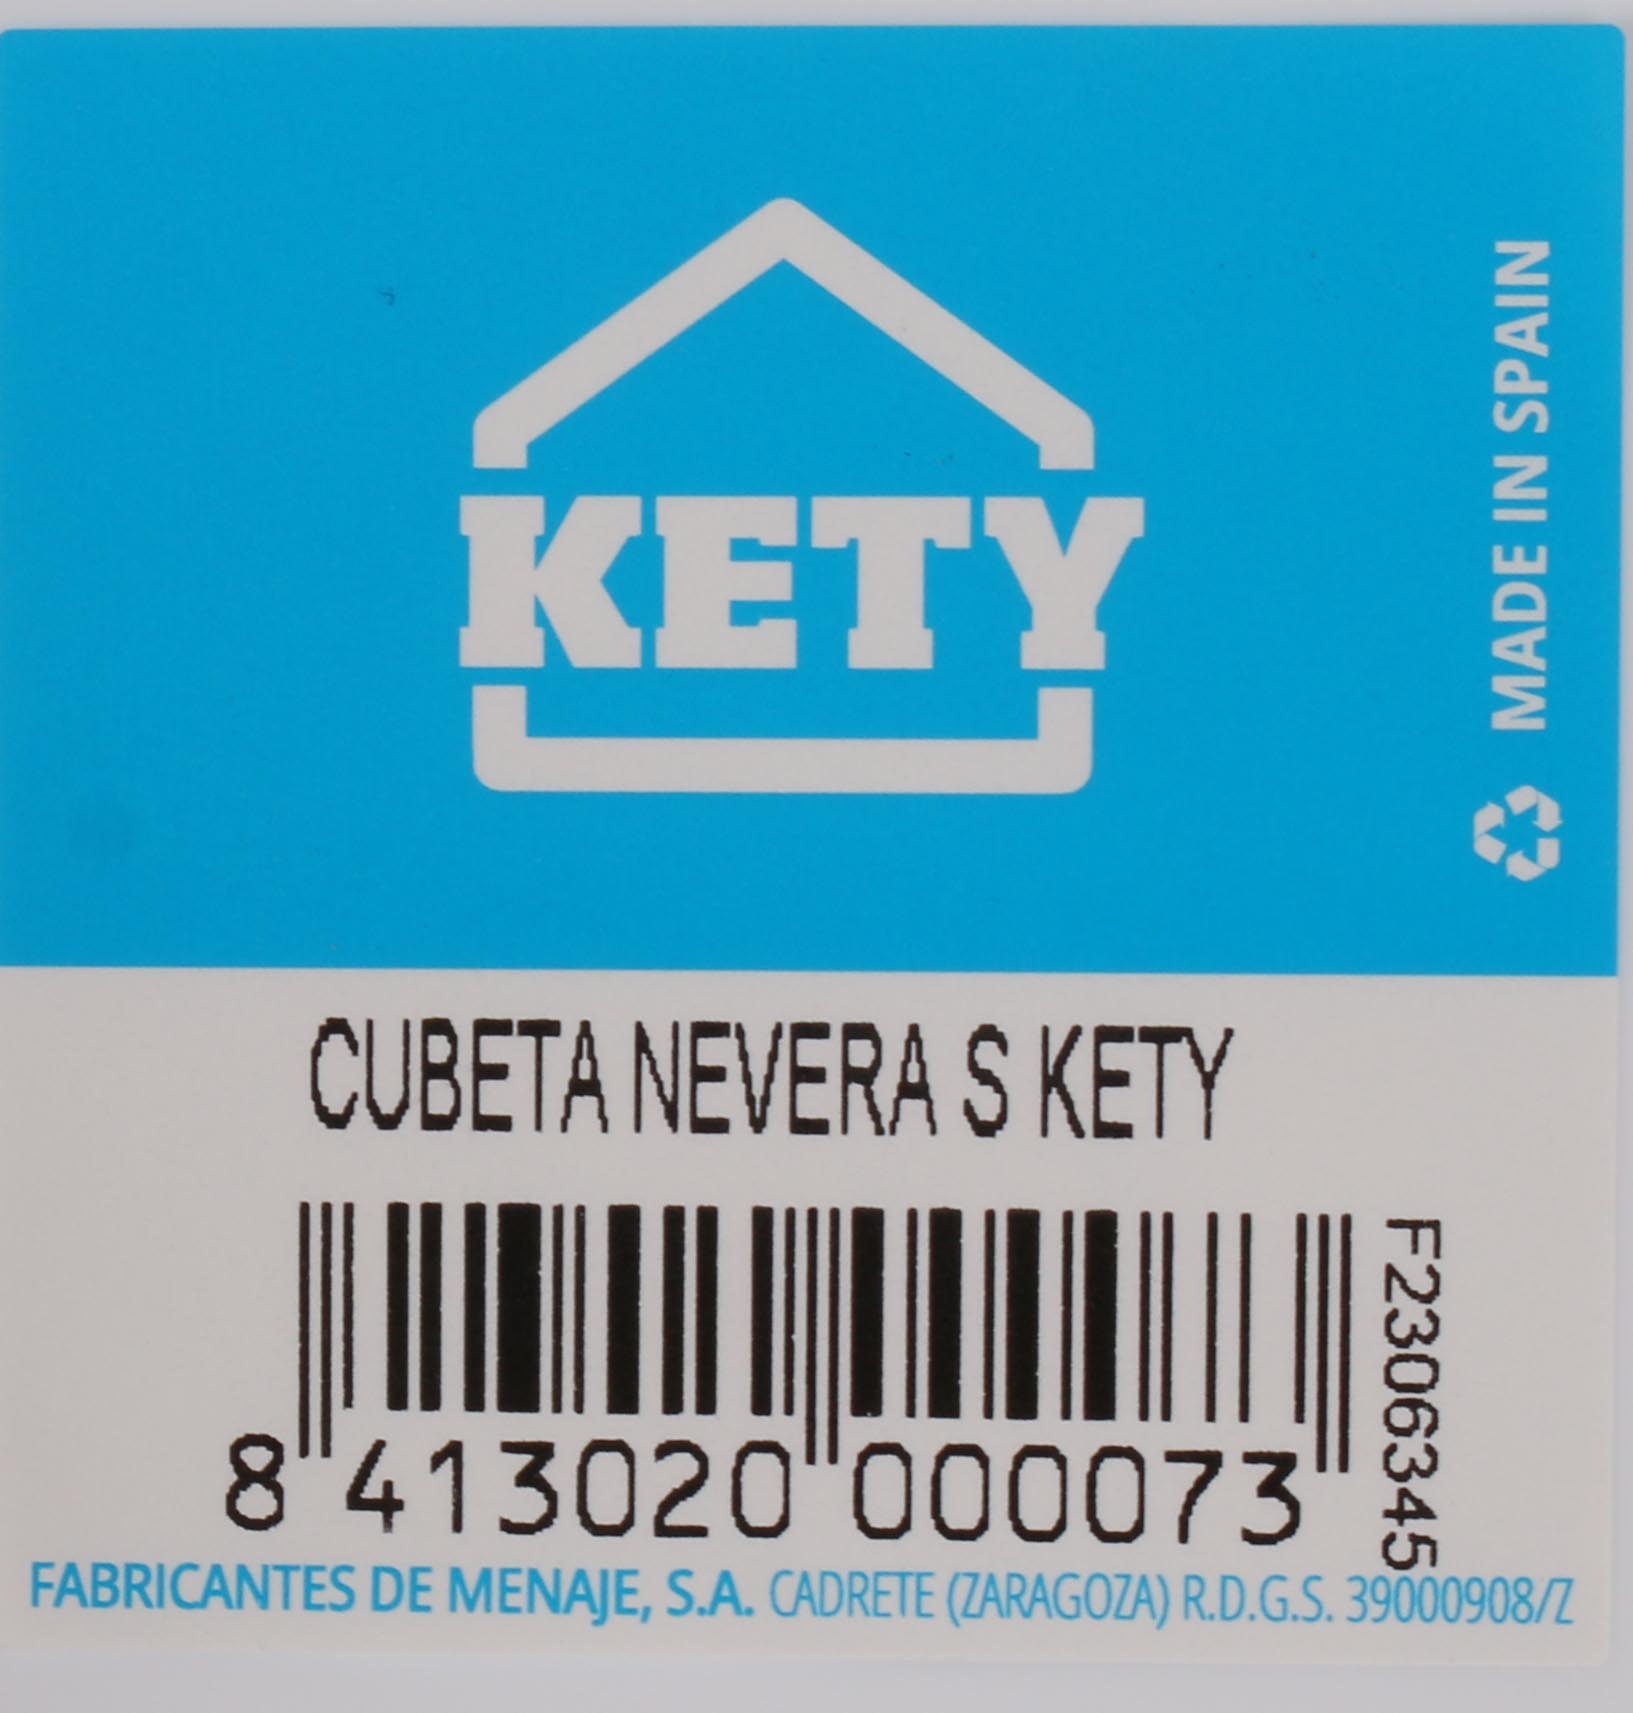 KETY
MADE IN SPAIN
CUBETA NEVERA S KETY
8 413020 000073
F2306345
FABRICANTES DE MENAJE, S.A. CADRETE (ZARAGOZA) R.D.G.S. 39000908/Z